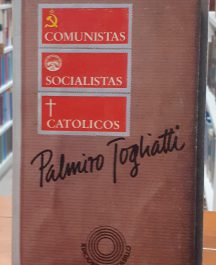 COMUNISTAS
SOCIALISTAS
CATOLICOS
Palmiro Togliatti